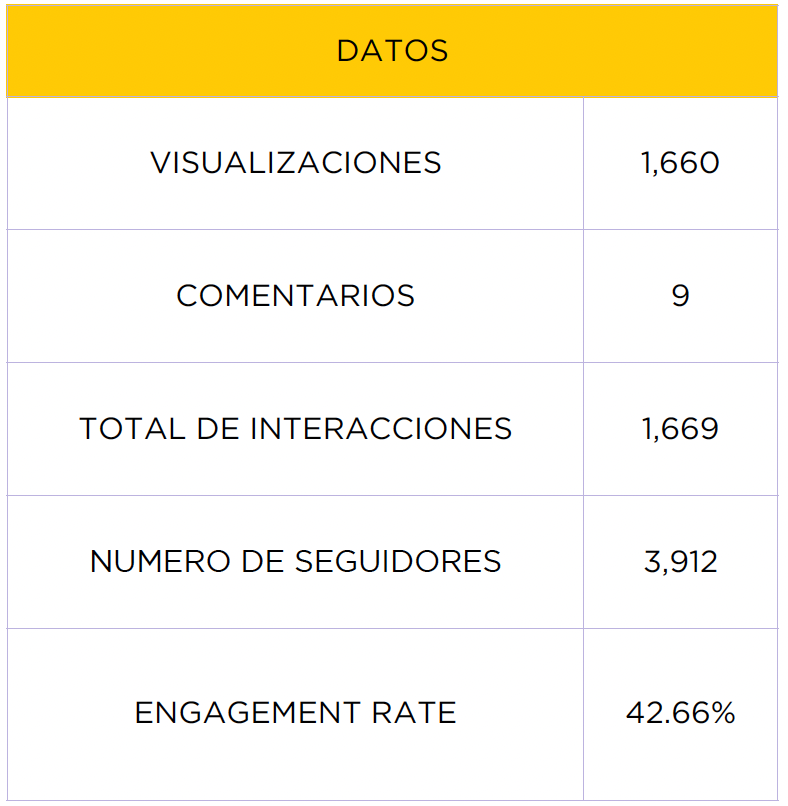 DATOS
VISUALIZACIONES 1,660
COMENTARIOS 9
TOTAL DE INTERACCIONES 1,669
NUMERO DE SEGUIDORES 3,912
ENGAGEMENT RATE 42.66%